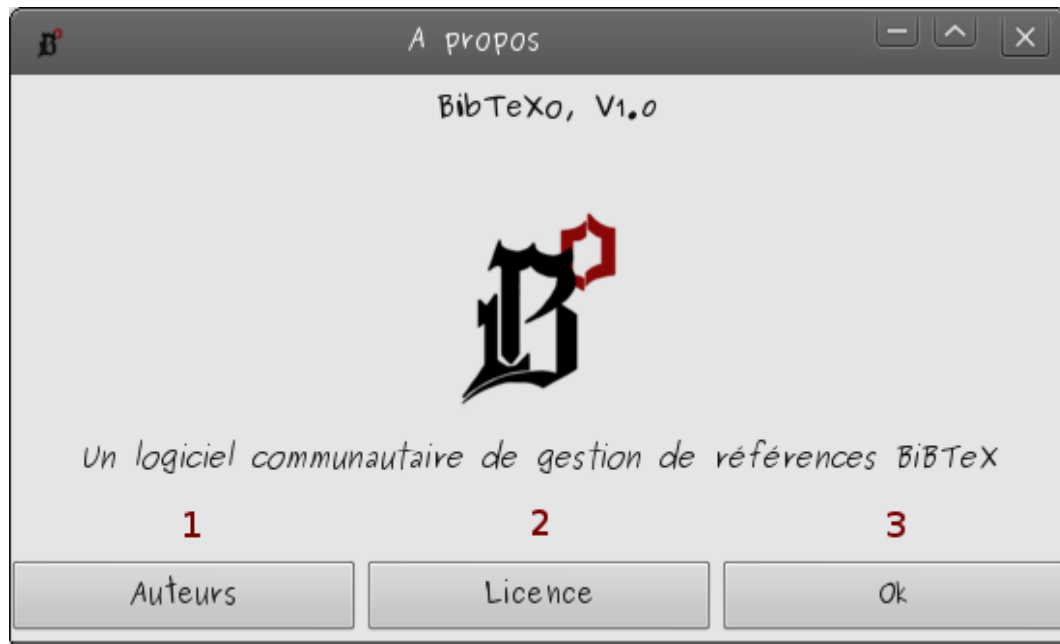 A propos
BibTeXo, V1.0
Un logiciel communautaire de gestion de références BiBTeX
1 2 3
Auteurs Licence Ok